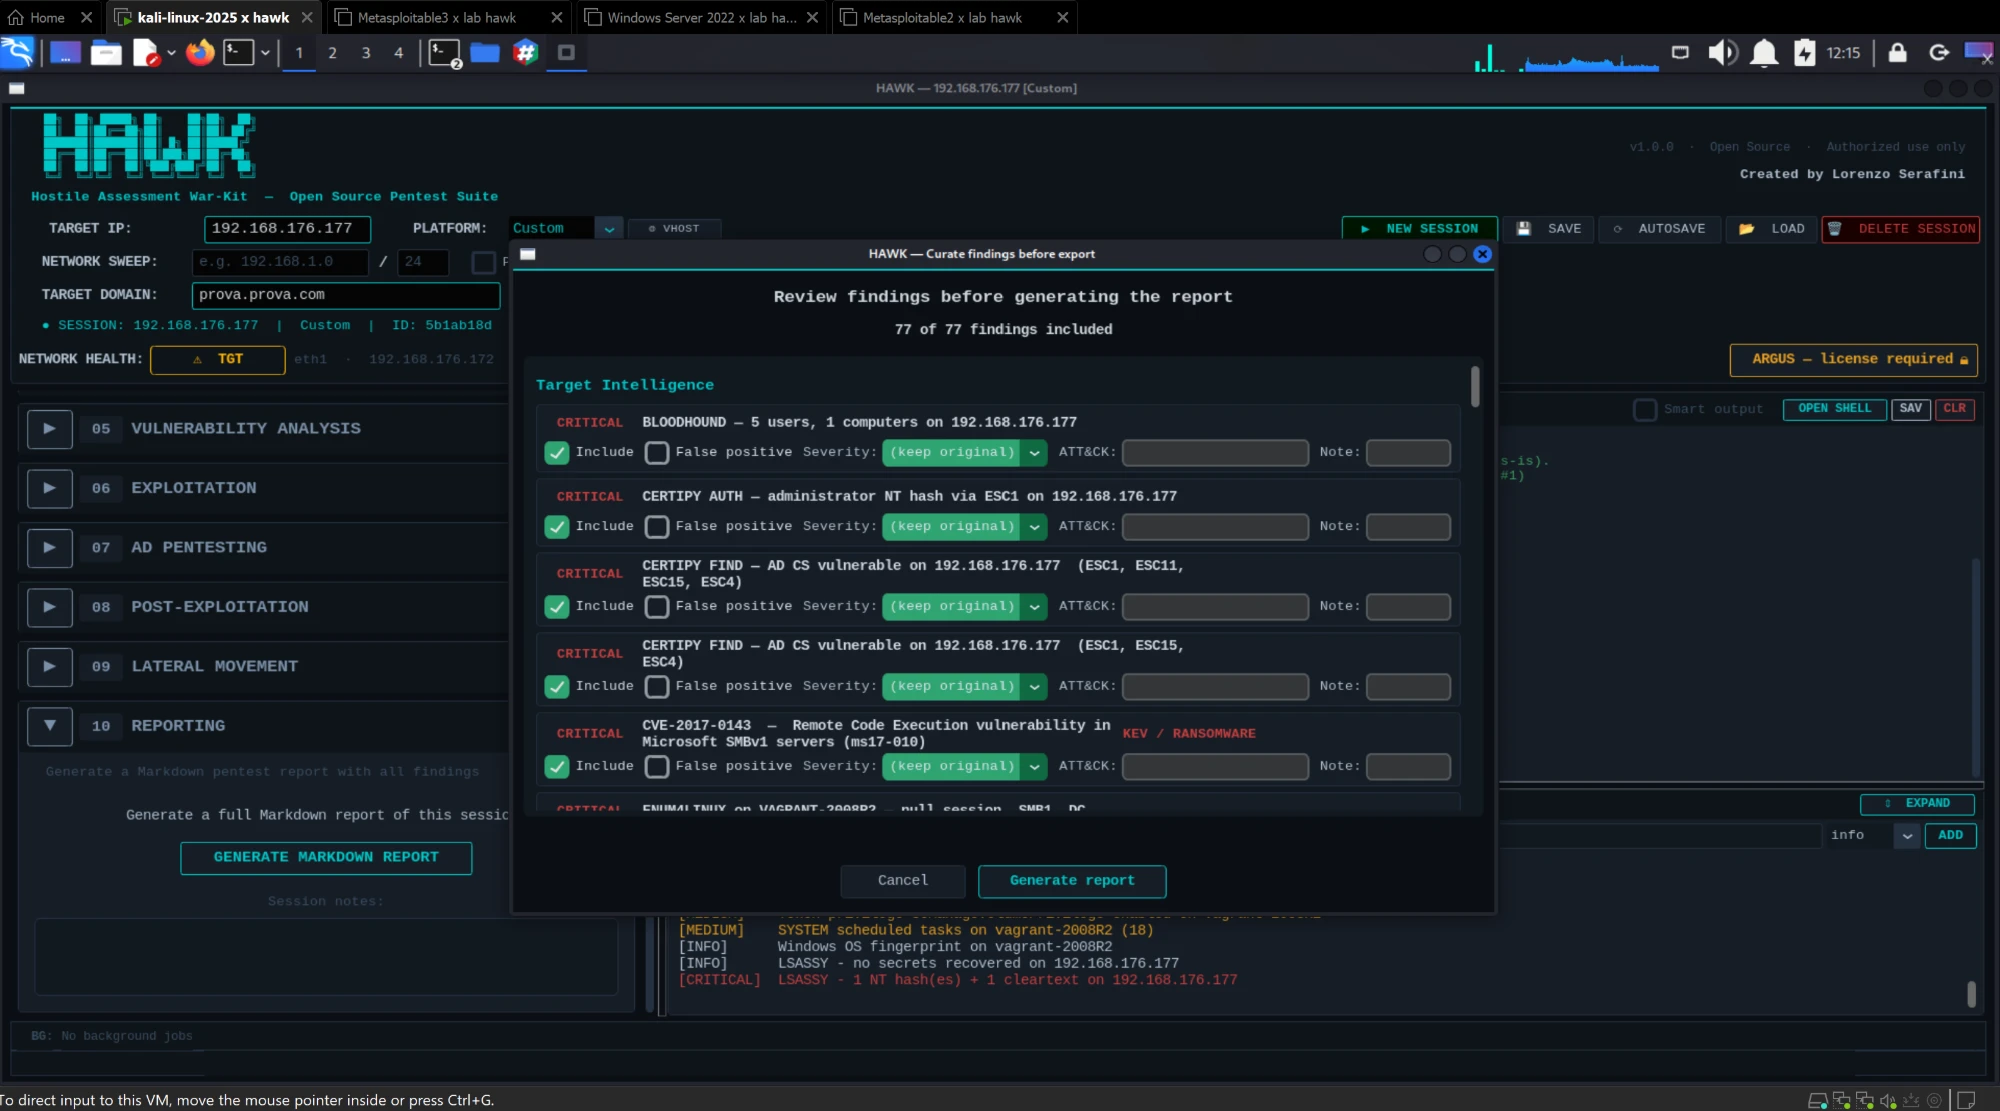 Home
kali-linux-2025 x hawk
Metasploitable3 x lab hawk
Windows Server 2022 x lab ha...
Metasploitable2 x lab hawk
1 2 3 4
2
12:15
HAWK — 192.168.176.177 [Custom]
HAWK
v1.0.0 · Open Source · Authorized use only
Created by Lorenzo Serafini
Hostile Assessment War-Kit — Open Source Pentest Suite
TARGET IP: 192.168.176.177 PLATFORM: Custom VHOST
NEW SESSION SAVE AUTOSAVE LOAD DELETE SESSION
NETWORK SWEEP: e.g. 192.168.1.0 / 24
TARGET DOMAIN: prova.prova.com
● SESSION: 192.168.176.177 | Custom | ID: 5b1ab18d
NETWORK HEALTH: ⚠ TGT eth1 · 192.168.176.172
ARGUS — license required
05 VULNERABILITY ANALYSIS
06 EXPLOITATION
07 AD PENTESTING
08 POST-EXPLOITATION
09 LATERAL MOVEMENT
10 REPORTING
Generate a Markdown pentest report with all findings
Generate a full Markdown report of this sessio
GENERATE MARKDOWN REPORT
Session notes:
HAWK — Curate findings before export
Review findings before generating the report
77 of 77 findings included
Target Intelligence
CRITICAL BLOODHOUND — 5 users, 1 computers on 192.168.176.177
Include False positive Severity: (keep original) ATT&CK: Note:
CRITICAL CERTIPY AUTH — administrator NT hash via ESC1 on 192.168.176.177
Include False positive Severity: (keep original) ATT&CK: Note:
CRITICAL CERTIPY FIND — AD CS vulnerable on 192.168.176.177 (ESC1, ESC11,
ESC15, ESC4)
Include False positive Severity: (keep original) ATT&CK: Note:
CRITICAL CERTIPY FIND — AD CS vulnerable on 192.168.176.177 (ESC1, ESC15,
ESC4)
Include False positive Severity: (keep original) ATT&CK: Note:
CRITICAL CVE-2017-0143 — Remote Code Execution vulnerability in
Microsoft SMBv1 servers (ms17-010) KEV / RANSOMWARE
Include False positive Severity: (keep original) ATT&CK: Note:
CRITICAL ENUM4LINUX on VAGRANT-2008R2 — null session, SMB1, DC
Cancel Generate report
Smart output OPEN SHELL SAV CLR
s-is).
#1)
EXPAND
info ADD
[MEDIUM] SYSTEM scheduled tasks on vagrant-2008R2 (18)
[INFO] Windows OS fingerprint on vagrant-2008R2
[INFO] LSASSY - no secrets recovered on 192.168.176.177
[CRITICAL] LSASSY - 1 NT hash(es) + 1 cleartext on 192.168.176.177
BG: No background jobs
To direct input to this VM, move the mouse pointer inside or press Ctrl+G.